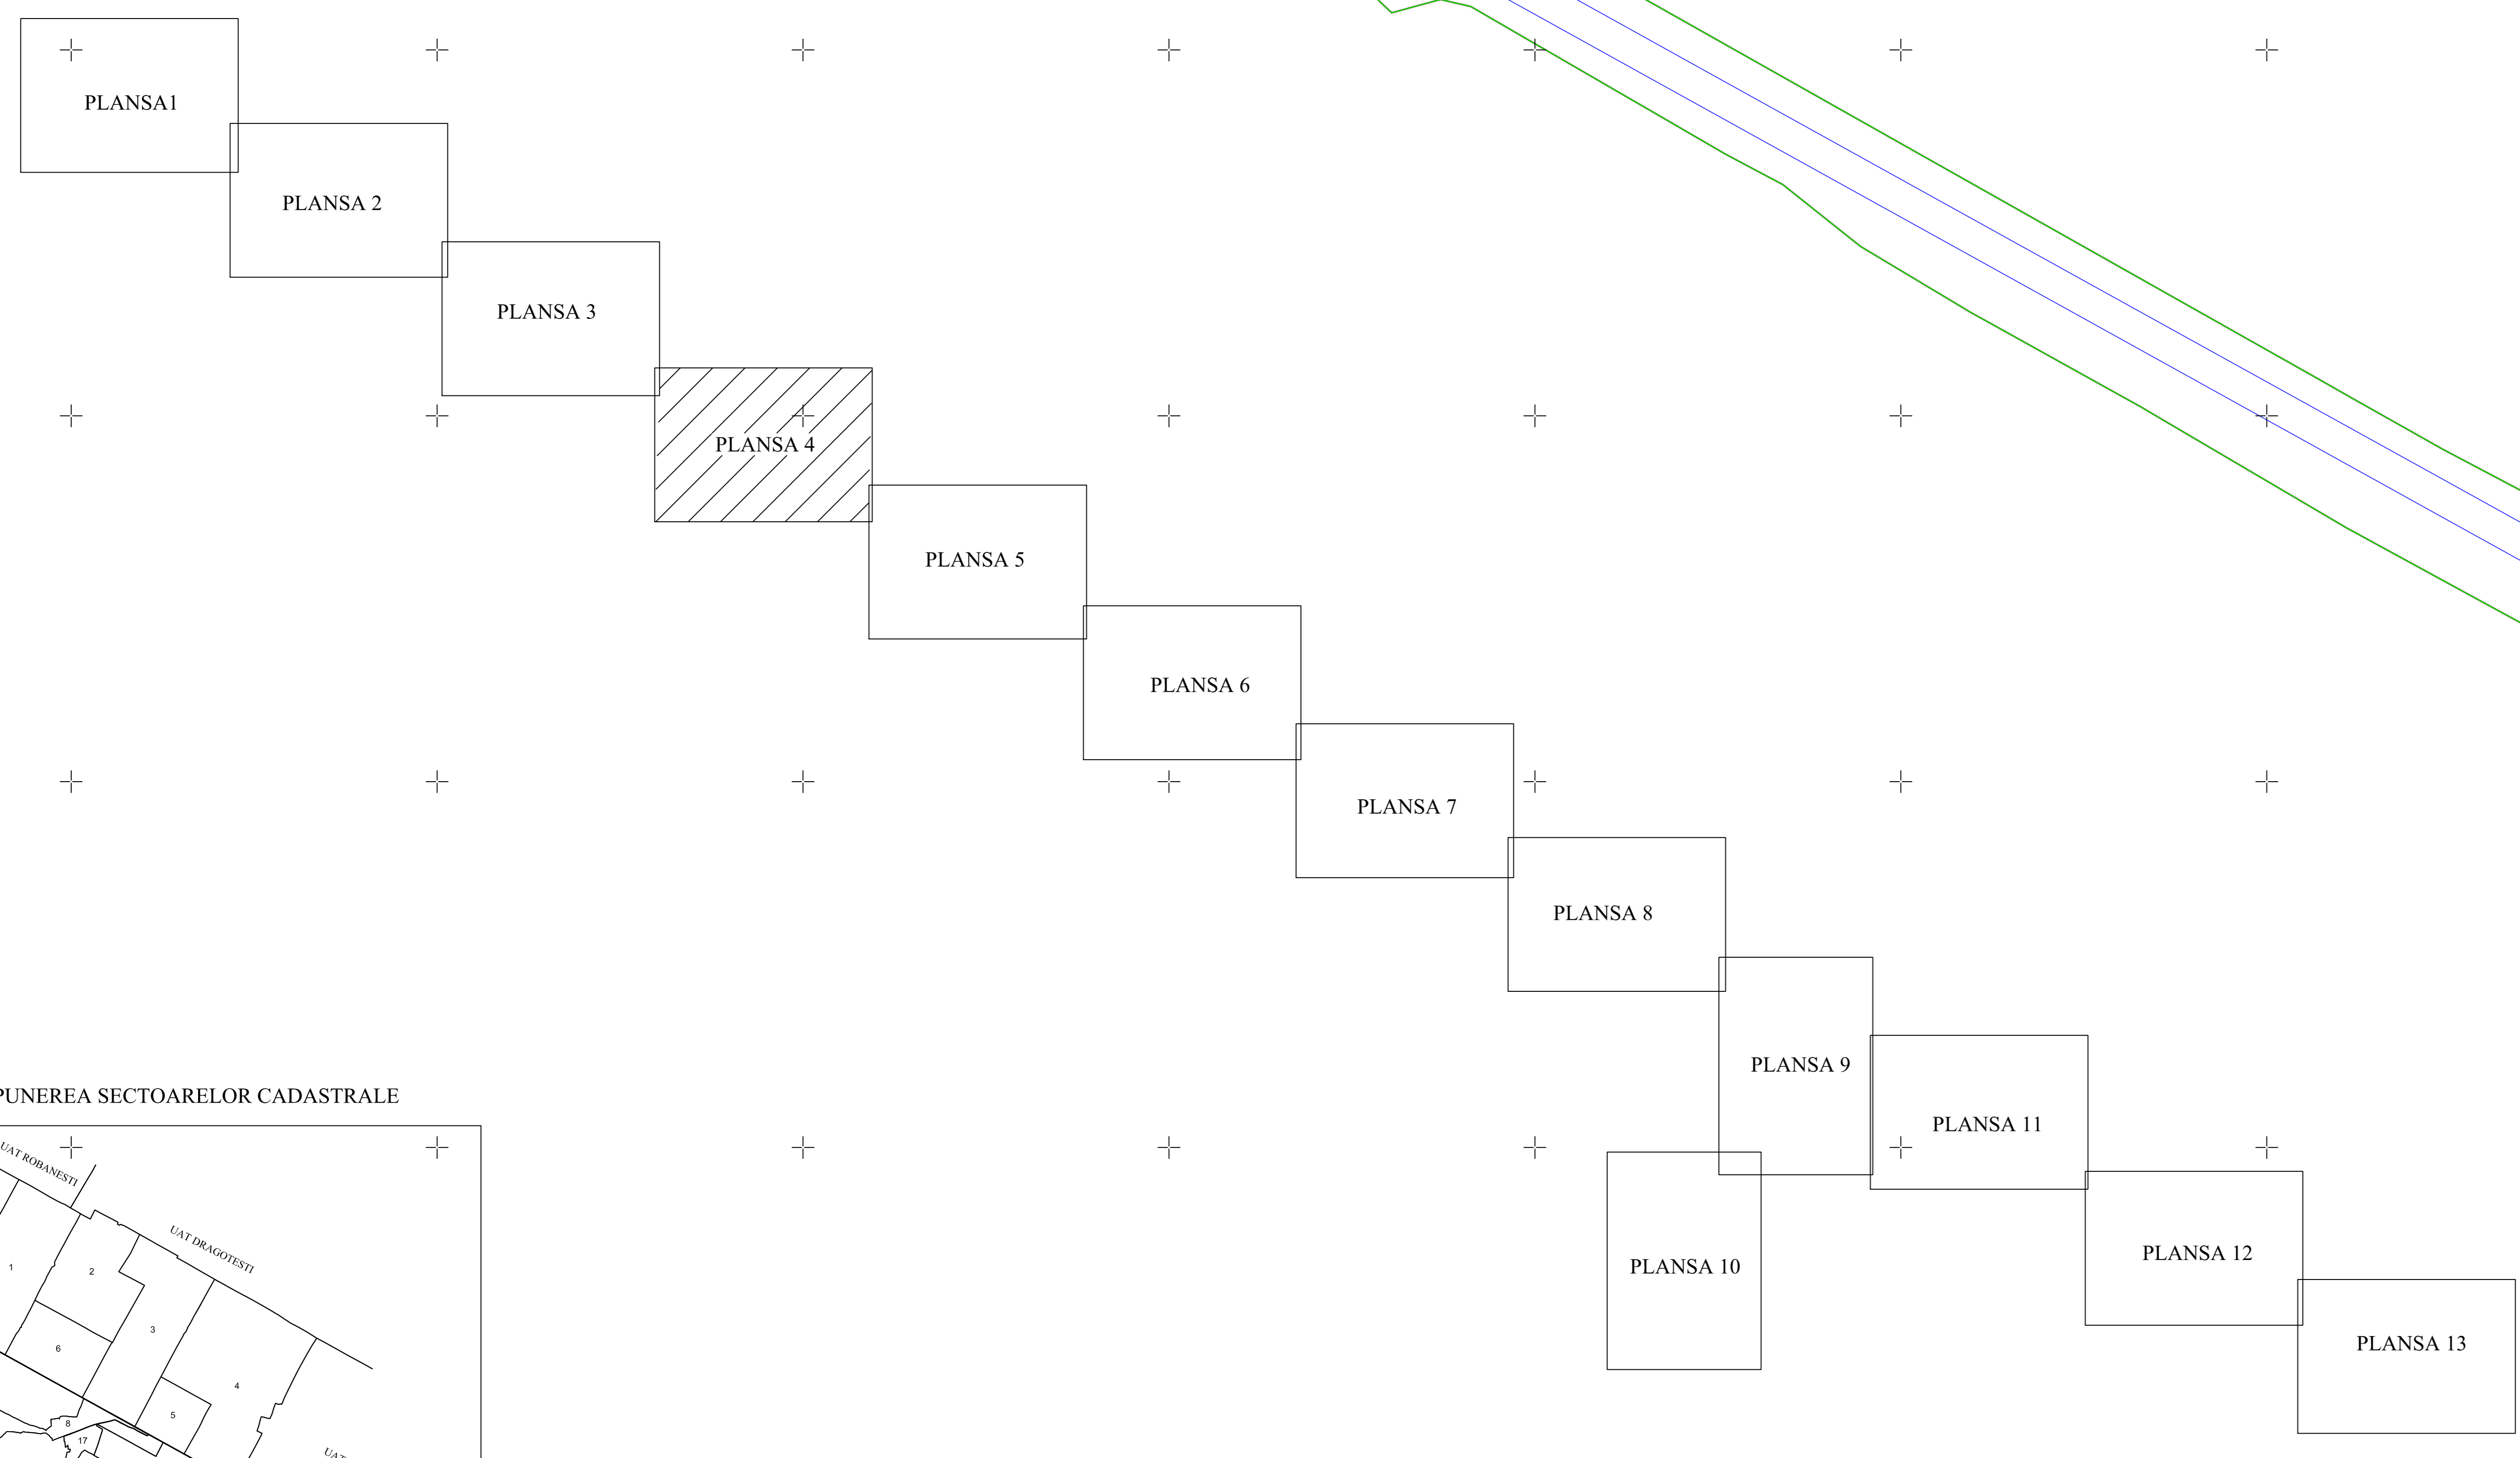 PLANSA1
PLANSA 2
PLANSA 3
PLANSA 4
PLANSA 5
PLANSA 6
PLANSA 7
PLANSA 8
PLANSA 9
PLANSA 11
PLANSA 10
PLANSA 12
PLANSA 13
PUNEREA SECTOARELOR CADASTRALE
UAT ROBANESTI
UAT DRAGOTESTI
1
2
3
6
4
5
8
17
UAT